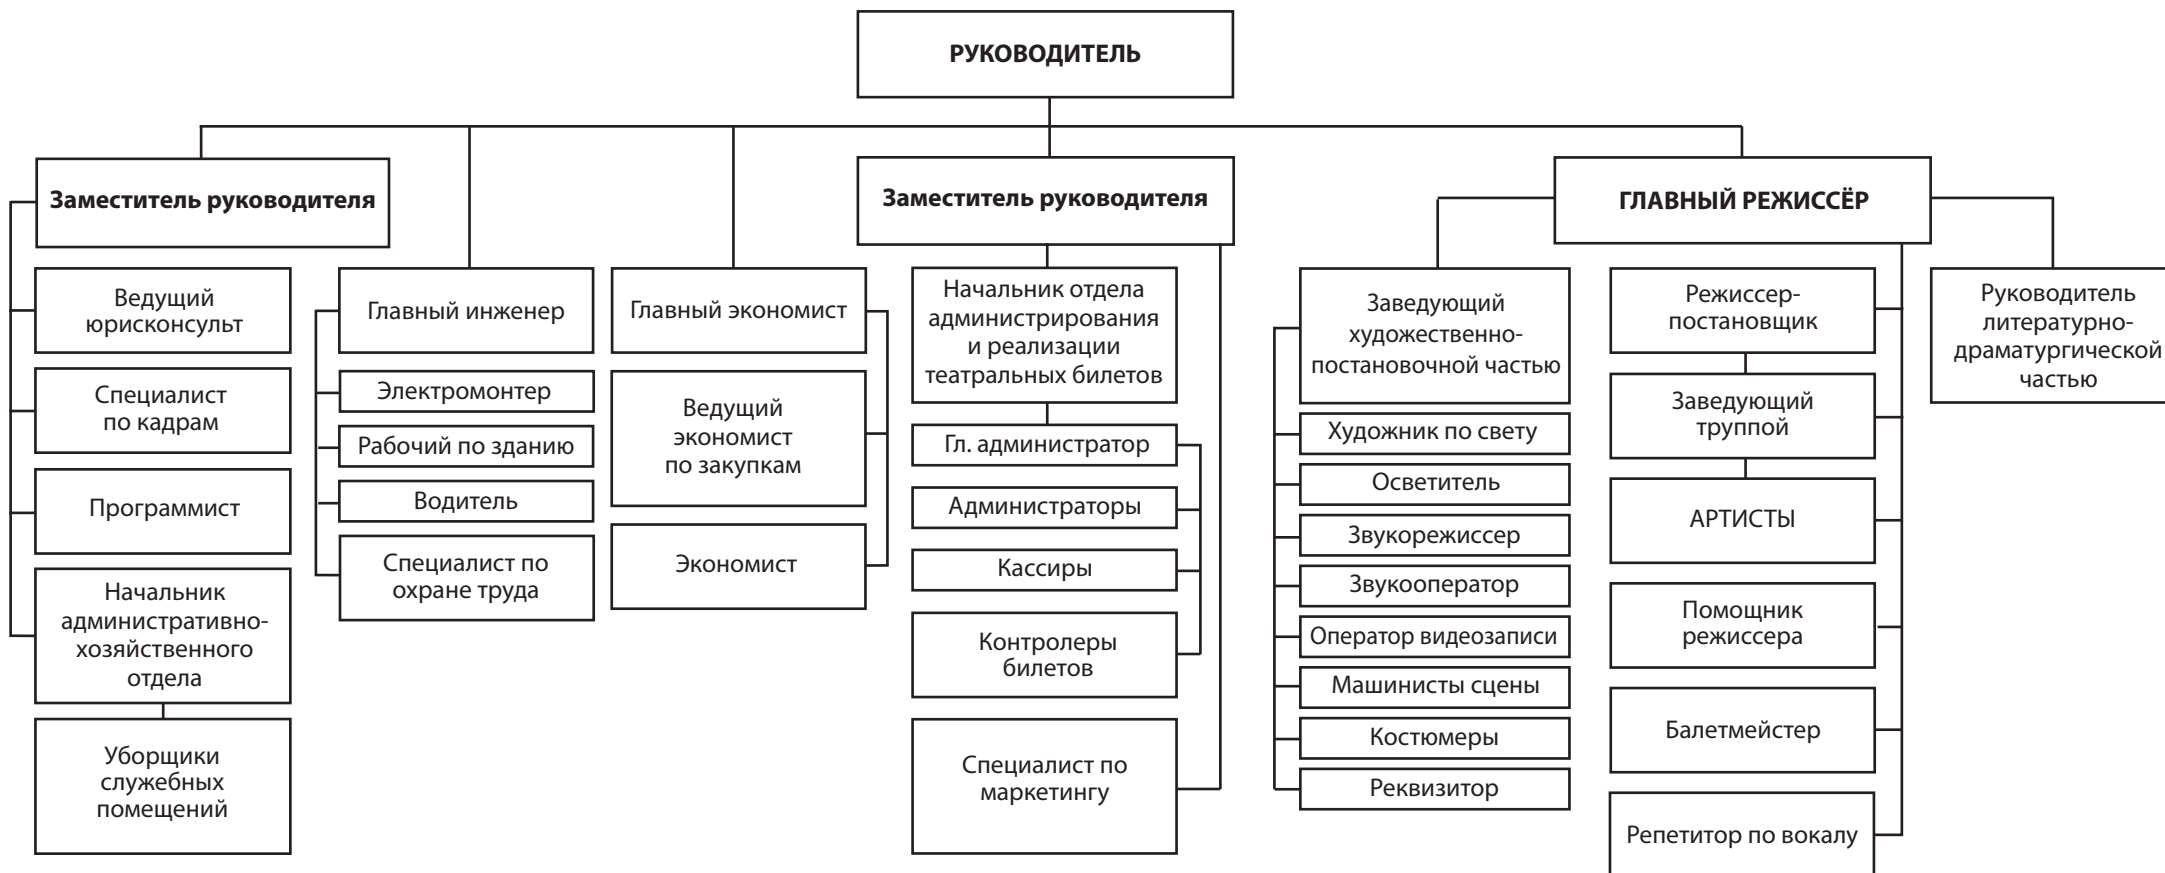 РУКОВОДИТЕЛЬ
Заместитель руководителя
Заместитель руководителя
ГЛАВНЫЙ РЕЖИССЁР
Ведущий
юрисконсульт
Специалист
по кадрам
Программист
Начальник
административно-
хозяйственного
отдела
Уборщики
служебных
помещений
Главный инженер
Электромонтер
Рабочий по зданию
Водитель
Специалист по
охране труда
Главный экономист
Ведущий
экономист
по закупкам
Экономист
Начальник отдела
администрирования
и реализации
театральных билетов
Гл. администратор
Администраторы
Кассиры
Контролеры
билетов
Специалист по
маркетингу
Заведующий
художественно-
постановочной частью
Художник по свету
Осветитель
Звукорежиссер
Звукооператор
Оператор видеозаписи
Машинисты сцены
Костюмеры
Реквизитор
Режиссер-
постановщик
Заведующий
труппой
АРТИСТЫ
Помощник
режиссера
Балетмейстер
Репетитор по вокалу
Руководитель
литературно-
драматургической
частью